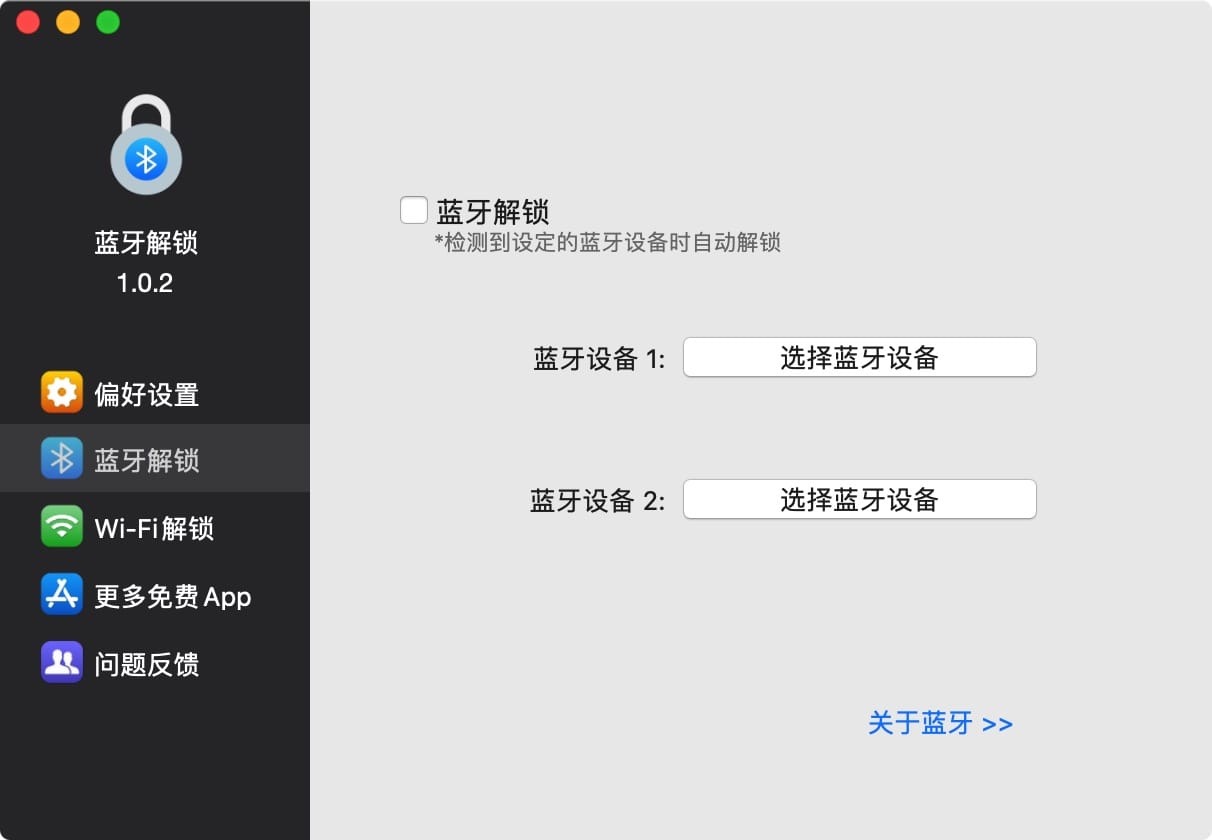 蓝牙解锁
1.0.2
偏好设置
蓝牙解锁
Wi-Fi解锁
更多免费App
问题反馈
蓝牙解锁
*检测到设定的蓝牙设备时自动解锁
蓝牙设备 1: 选择蓝牙设备
蓝牙设备 2: 选择蓝牙设备
关于蓝牙 >>